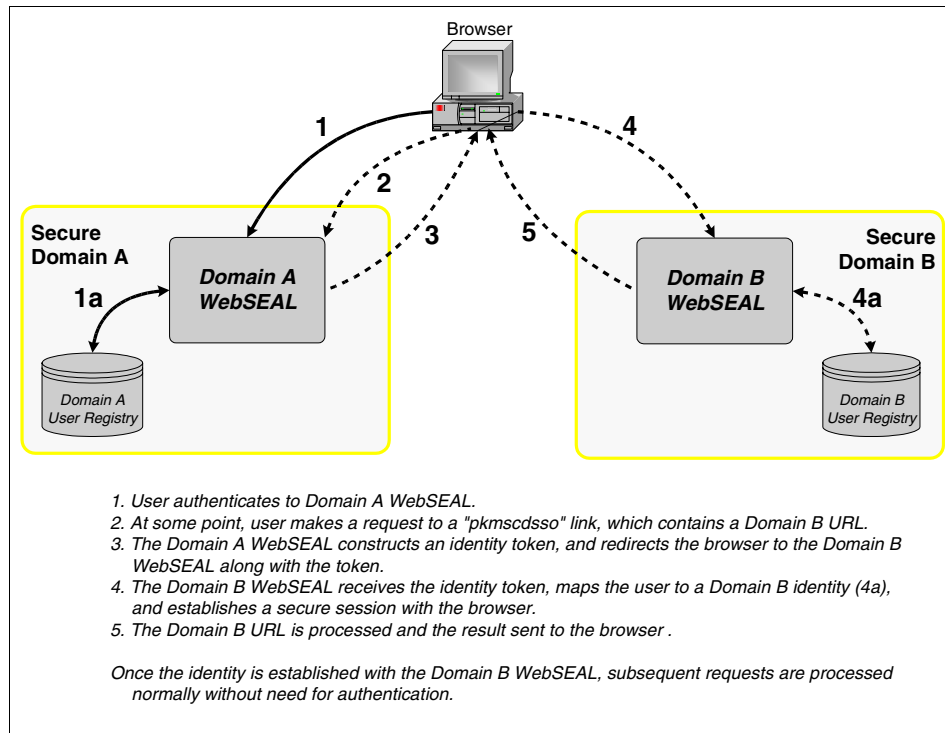 Browser
1
2
3
4
5
Secure
Domain A
Domain A
WebSEAL
1a
Domain A
User Registry
Secure
Domain B
Domain B
WebSEAL
4a
Domain B
User Registry
1. User authenticates to Domain A WebSEAL.
2. At some point, user makes a request to a "pkmscdsso" link, which contains a Domain B URL.
3. The Domain A WebSEAL constructs an identity token, and redirects the browser to the Domain B
WebSEAL along with the token.
4. The Domain B WebSEAL receives the identity token, maps the user to a Domain B identity (4a),
and establishes a secure session with the browser.
5. The Domain B URL is processed and the result sent to the browser .
Once the identity is established with the Domain B WebSEAL, subsequent requests are processed
normally without need for authentication.